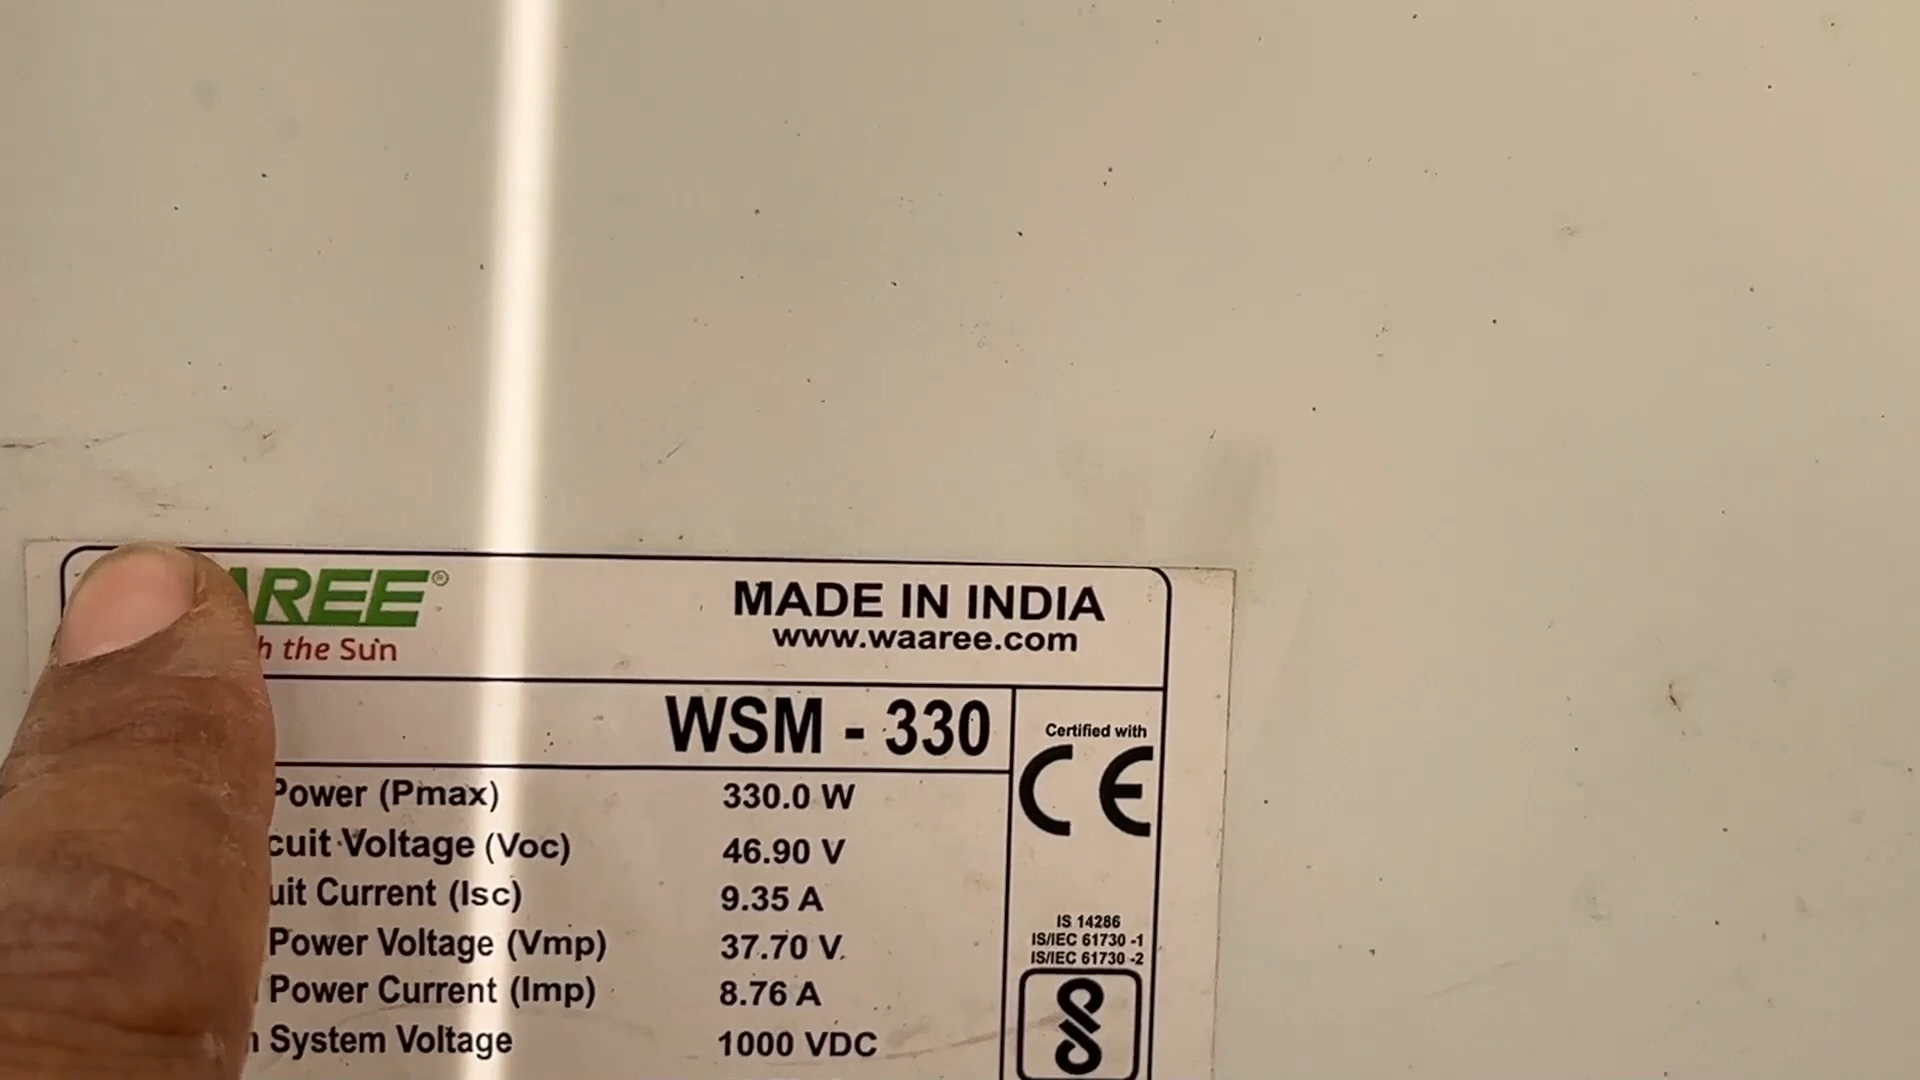 AREE®
h the Sun
MADE IN INDIA
www.waaree.com
WSM - 330
Power (Pmax) 330.0 W
cuit Voltage (Voc) 46.90 V
uit Current (Isc) 9.35 A
Power Voltage (Vmp) 37.70 V
Power Current (Imp) 8.76 A
System Voltage 1000 VDC
Certified with
CE
IS 14286
IS/IEC 61730 -1
IS/IEC 61730 -2